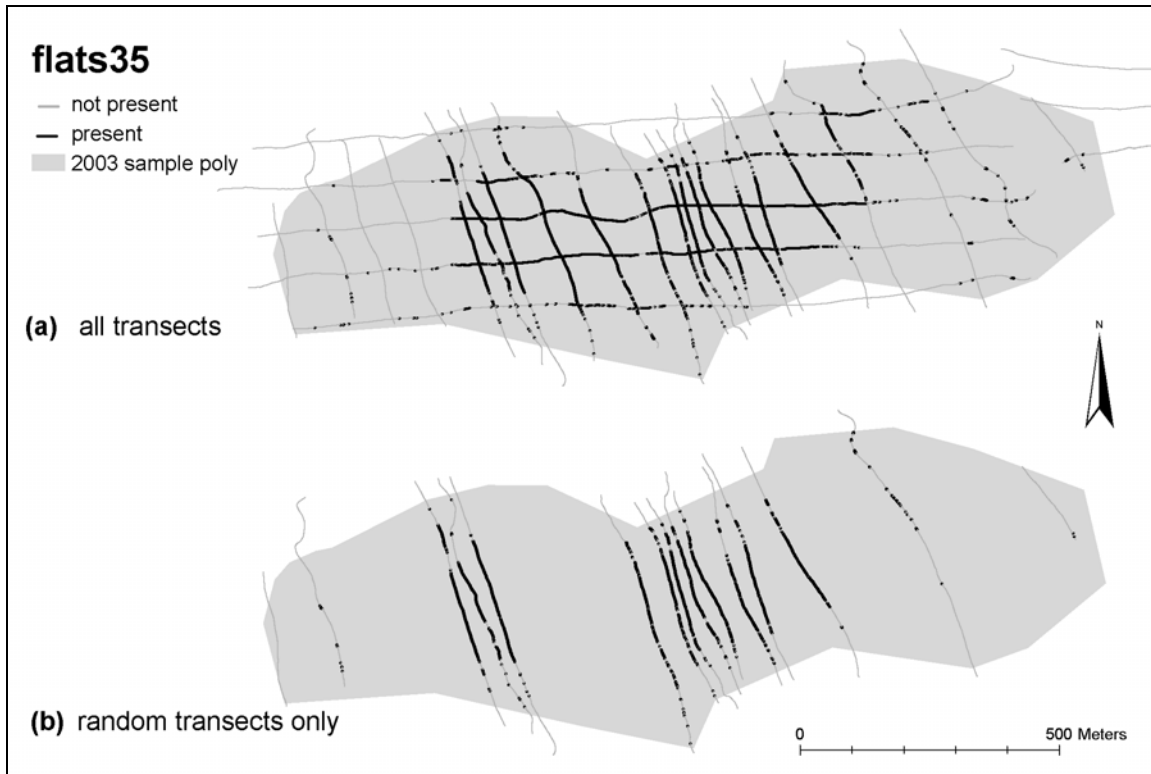 flats35
not present
present
2003 sample poly
(a) all transects
N
(b) random transects only
0 500 Meters